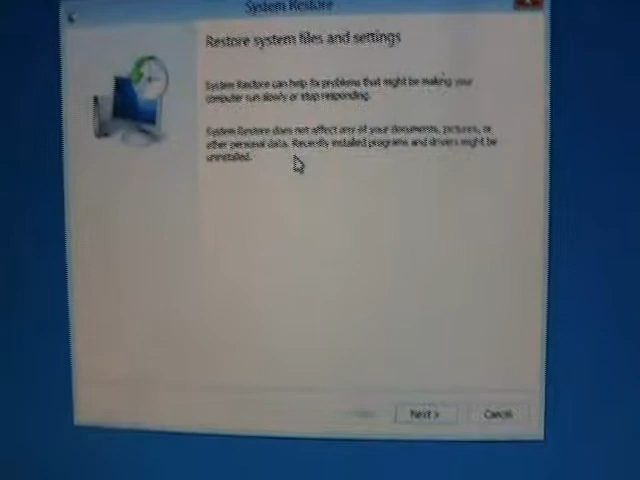 System Restore
Restore system files and settings
System Restore can help fix problems that might be making your
computer run slowly or stop responding.
System Restore does not affect any of your documents, pictures, or
other personal data. Recently installed programs and drivers might be
uninstalled.
Next > Cancel